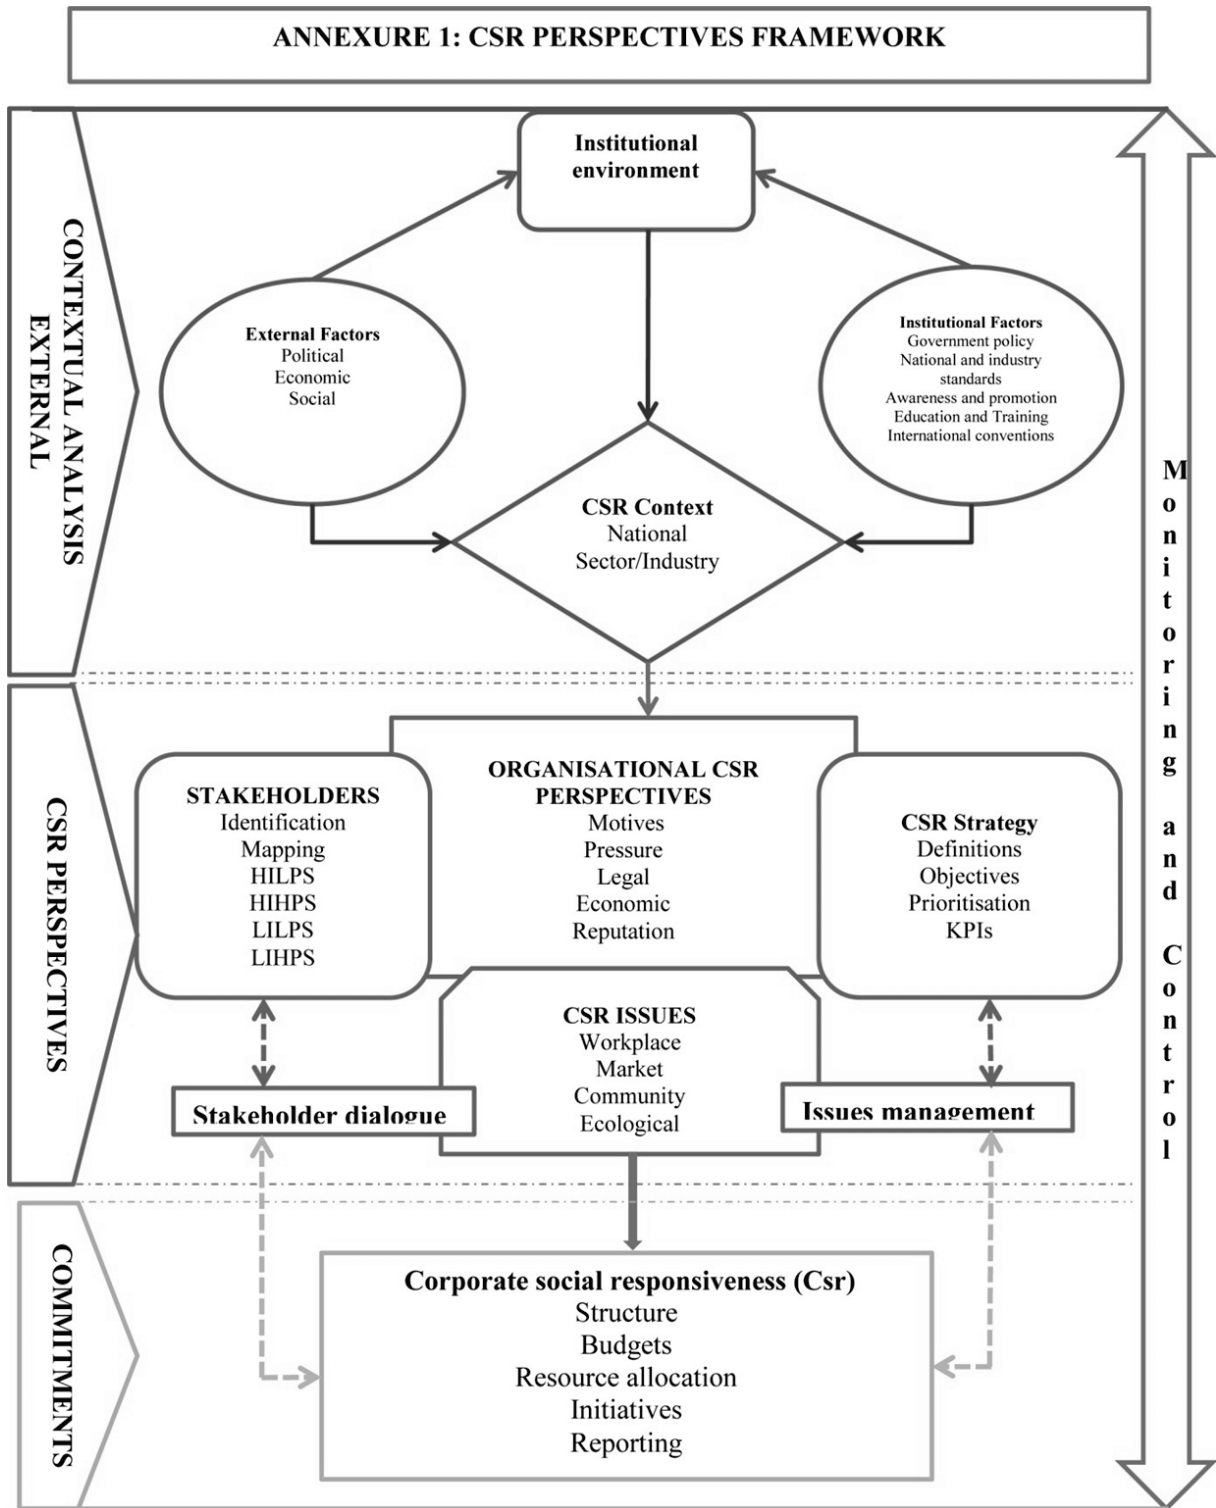 ANNEXURE 1: CSR PERSPECTIVES FRAMEWORK
CONTEXTUAL ANALYSIS
EXTERNAL
Institutional
environment
External Factors
Political
Economic
Social
Institutional Factors
Government policy
National and industry
standards
Awareness and promotion
Education and Training
International conventions
CSR Context
National
Sector/Industry
CSR PERSPECTIVES
STAKEHOLDERS
Identification
Mapping
HILPS
HIHPS
LILPS
LIHPS
ORGANISATIONAL CSR
PERSPECTIVES
Motives
Pressure
Legal
Economic
Reputation
CSR Strategy
Definitions
Objectives
Prioritisation
KPIs
CSR ISSUES
Workplace
Market
Community
Ecological
Stakeholder dialogue
Issues management
COMMITMENTS
Corporate social responsiveness (Csr)
Structure
Budgets
Resource allocation
Initiatives
Reporting
Monitoring and Control